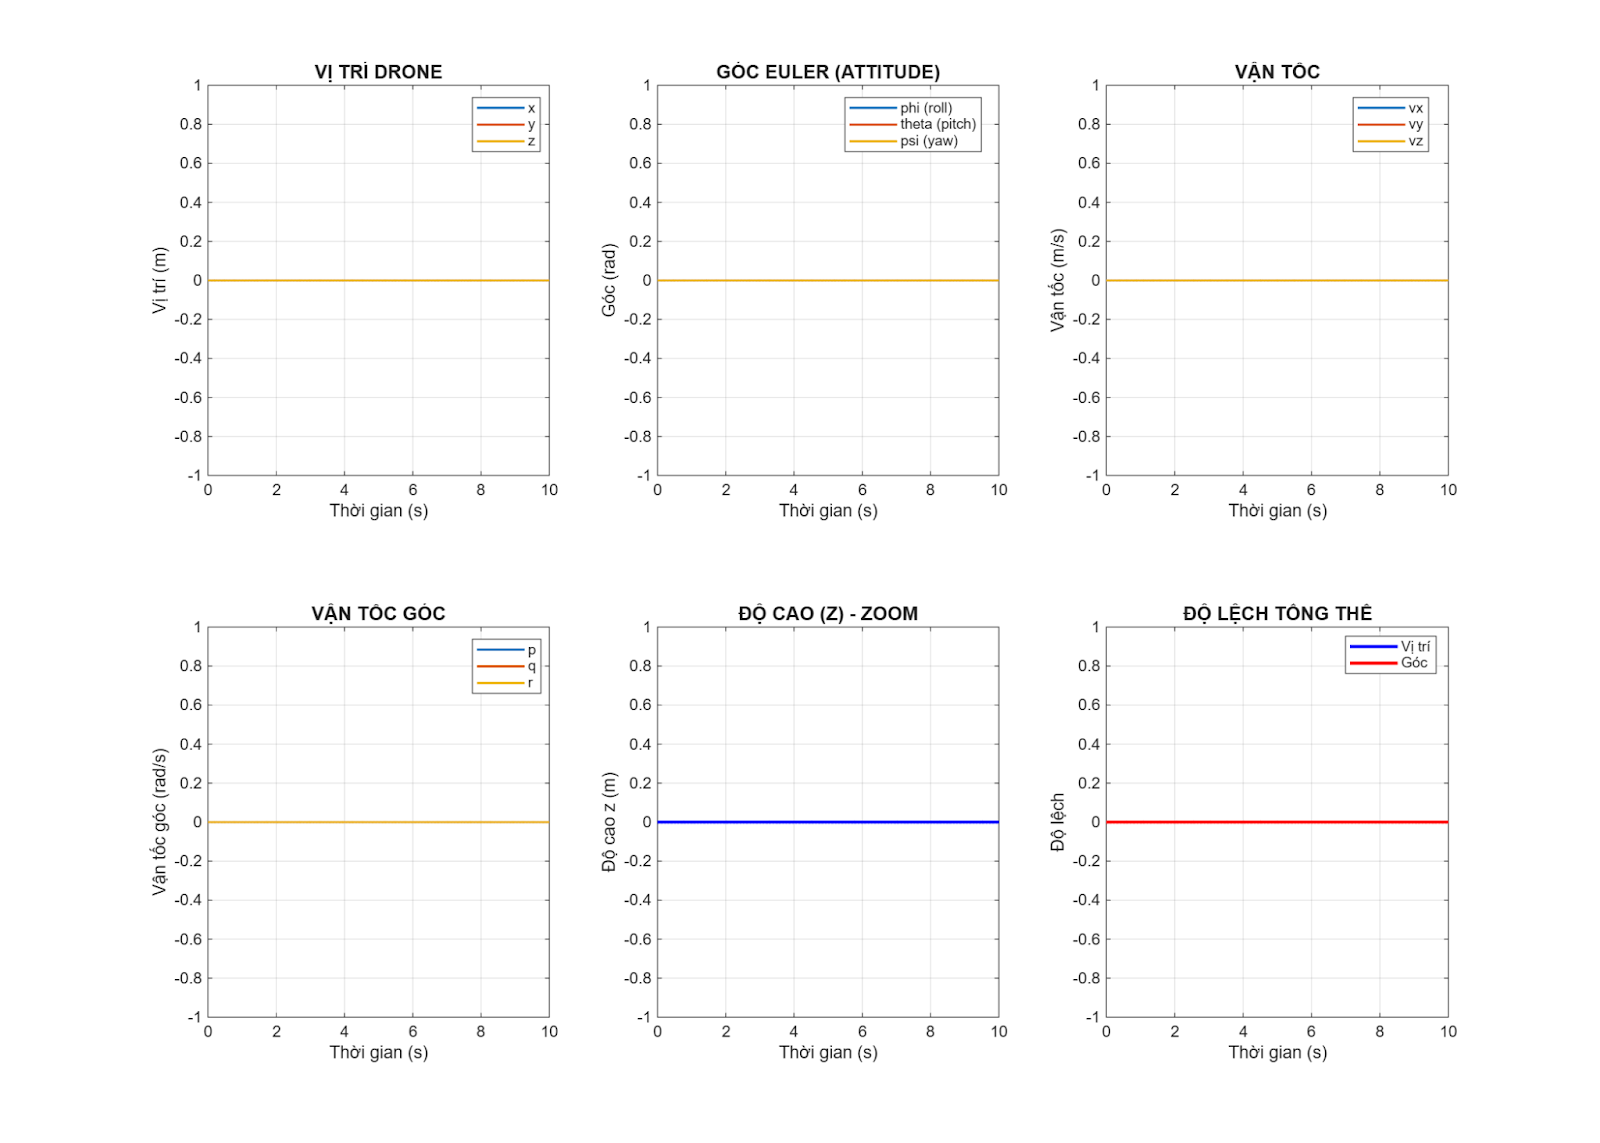 VỊ TRÍ DRONE
1
0.8
0.6
0.4
0.2
0
-0.2
-0.4
-0.6
-0.8
-1
0 2 4 6 8 10
Vị trí (m)
Thời gian (s)
x
y
z
GÓC EULER (ATTITUDE)
1
0.8
0.6
0.4
0.2
0
-0.2
-0.4
-0.6
-0.8
-1
0 2 4 6 8 10
Góc (rad)
Thời gian (s)
phi (roll)
theta (pitch)
psi (yaw)
VẬN TỐC
1
0.8
0.6
0.4
0.2
0
-0.2
-0.4
-0.6
-0.8
-1
0 2 4 6 8 10
Vận tốc (m/s)
Thời gian (s)
vx
vy
vz
VẬN TỐC GÓC
1
0.8
0.6
0.4
0.2
0
-0.2
-0.4
-0.6
-0.8
-1
0 2 4 6 8 10
Vận tốc góc (rad/s)
Thời gian (s)
p
q
r
ĐỘ CAO (Z) - ZOOM
1
0.8
0.6
0.4
0.2
0
-0.2
-0.4
-0.6
-0.8
-1
0 2 4 6 8 10
Độ cao z (m)
Thời gian (s)
ĐỘ LỆCH TỔNG THỂ
1
0.8
0.6
0.4
0.2
0
-0.2
-0.4
-0.6
-0.8
-1
0 2 4 6 8 10
Độ lệch
Thời gian (s)
Vị trí
Góc